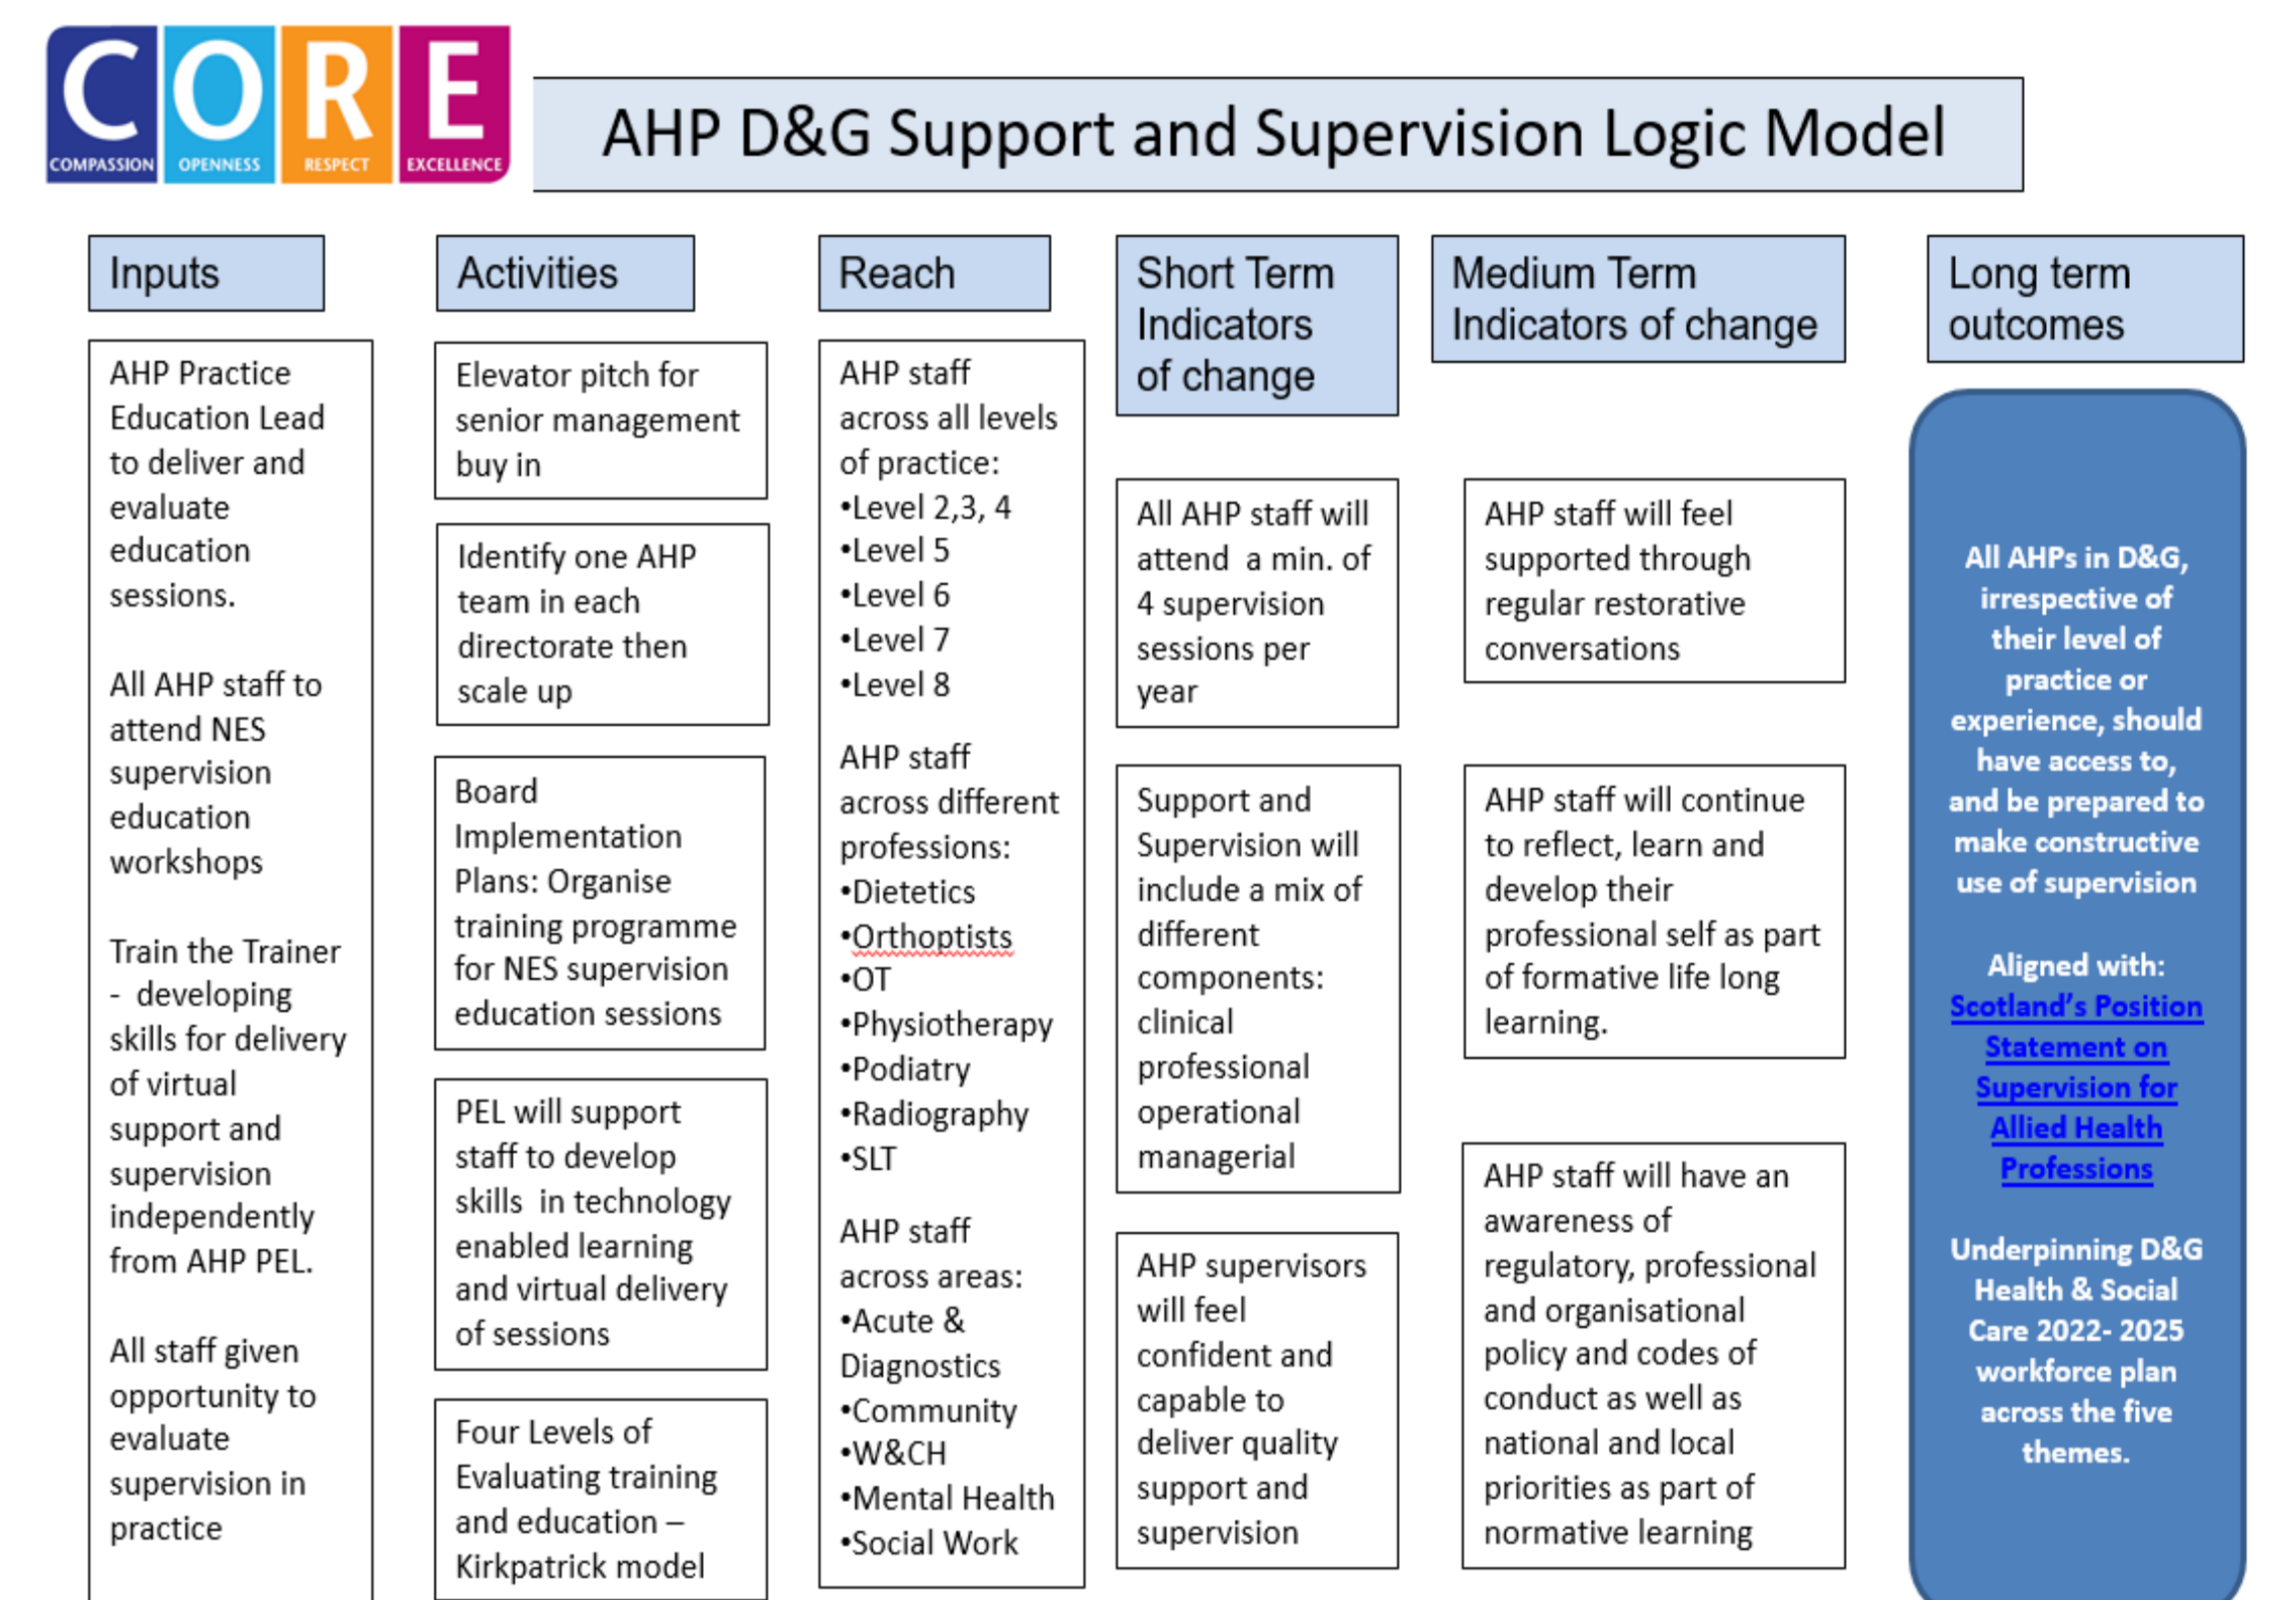 CORE
COMPASSION OPENNESS RESPECT EXCELLENCE
AHP D&G Support and Supervision Logic Model
Inputs
AHP Practice
Education Lead
to deliver and
evaluate
education
sessions.
All AHP staff to
attend NES
supervision
education
workshops
Train the Trainer
- developing
skills for delivery
of virtual
support and
supervision
independently
from AHP PEL.
All staff given
opportunity to
evaluate
supervision in
practice
Activities
Elevator pitch for
senior management
buy in
Identify one AHP
team in each
directorate then
scale up
Board
Implementation
Plans: Organise
training programme
for NES supervision
education sessions
PEL will support
staff to develop
skills in technology
enabled learning
and virtual delivery
of sessions
Four Levels of
Evaluating training
and education –
Kirkpatrick model
Reach
AHP staff
across all levels
of practice:
•Level 2,3, 4
•Level 5
•Level 6
•Level 7
•Level 8
AHP staff
across different
professions:
•Dietetics
•Orthoptists
•OT
•Physiotherapy
•Podiatry
•Radiography
•SLT
AHP staff
across areas:
•Acute &
Diagnostics
•Community
•W&CH
•Mental Health
•Social Work
Short Term
Indicators
of change
All AHP staff will
attend a min. of
4 supervision
sessions per
year
Support and
Supervision will
include a mix of
different
components:
clinical
professional
operational
managerial
AHP supervisors
will feel
confident and
capable to
deliver quality
support and
supervision
Medium Term
Indicators of change
AHP staff will feel
supported through
regular restorative
conversations
AHP staff will continue
to reflect, learn and
develop their
professional self as part
of formative life long
learning.
AHP staff will have an
awareness of
regulatory, professional
and organisational
policy and codes of
conduct as well as
national and local
priorities as part of
normative learning
Long term
outcomes
All AHPs in D&G,
irrespective of
their level of
practice or
experience, should
have access to,
and be prepared to
make constructive
use of supervision
Aligned with:
Scotland’s Position
Statement on
Supervision for
Allied Health
Professions
Underpinning D&G
Health & Social
Care 2022- 2025
workforce plan
across the five
themes.